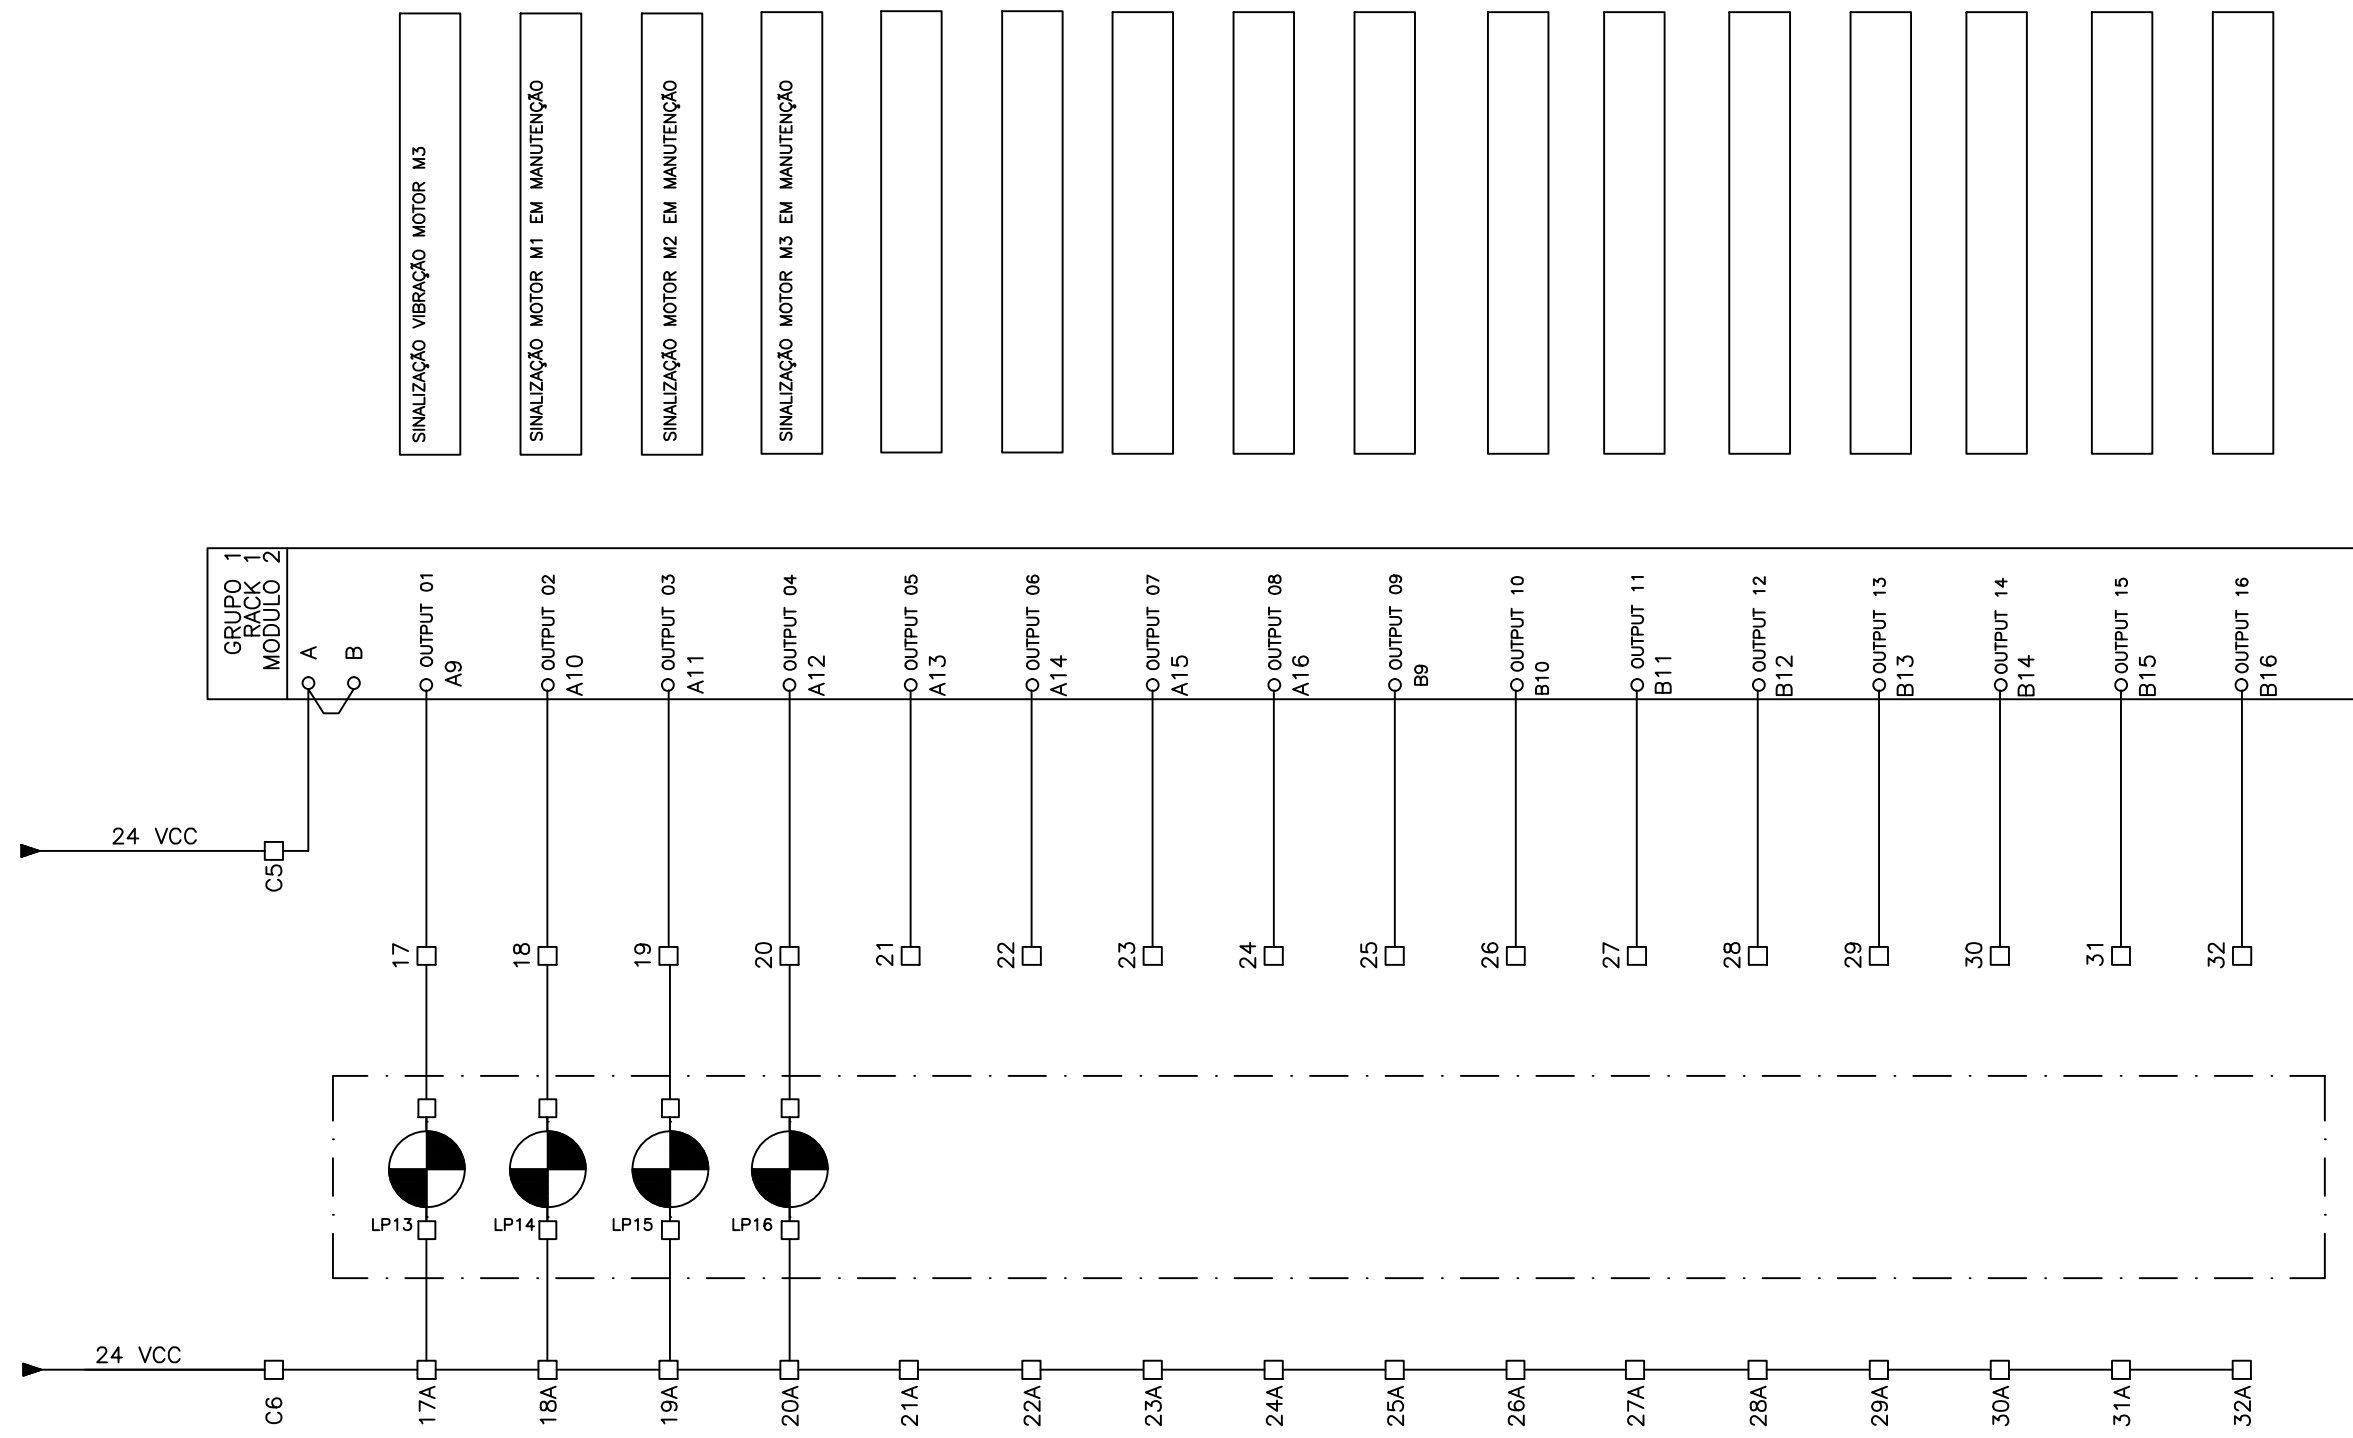 SINALIZAÇÃO VIBRAÇÃO MOTOR M3
SINALIZAÇÃO MOTOR M1 EM MANUTENÇÃO
SINALIZAÇÃO MOTOR M2 EM MANUTENÇÃO
SINALIZAÇÃO MOTOR M3 EM MANUTENÇÃO
GRUPO 1
RACK 1
MODULO 2
A
B
OUTPUT 01
A9
OUTPUT 02
A10
OUTPUT 03
A11
OUTPUT 04
A12
OUTPUT 05
A13
OUTPUT 06
A14
OUTPUT 07
A15
OUTPUT 08
A16
OUTPUT 09
B9
OUTPUT 10
B10
OUTPUT 11
B11
OUTPUT 12
B12
OUTPUT 13
B13
OUTPUT 14
B14
OUTPUT 15
B15
OUTPUT 16
B16
24 VCC
C5
17
18
19
20
21
22
23
24
25
26
27
28
29
30
31
32
LP13
LP14
LP15
LP16
24 VCC
C6
17A
18A
19A
20A
21A
22A
23A
24A
25A
26A
27A
28A
29A
30A
31A
32A